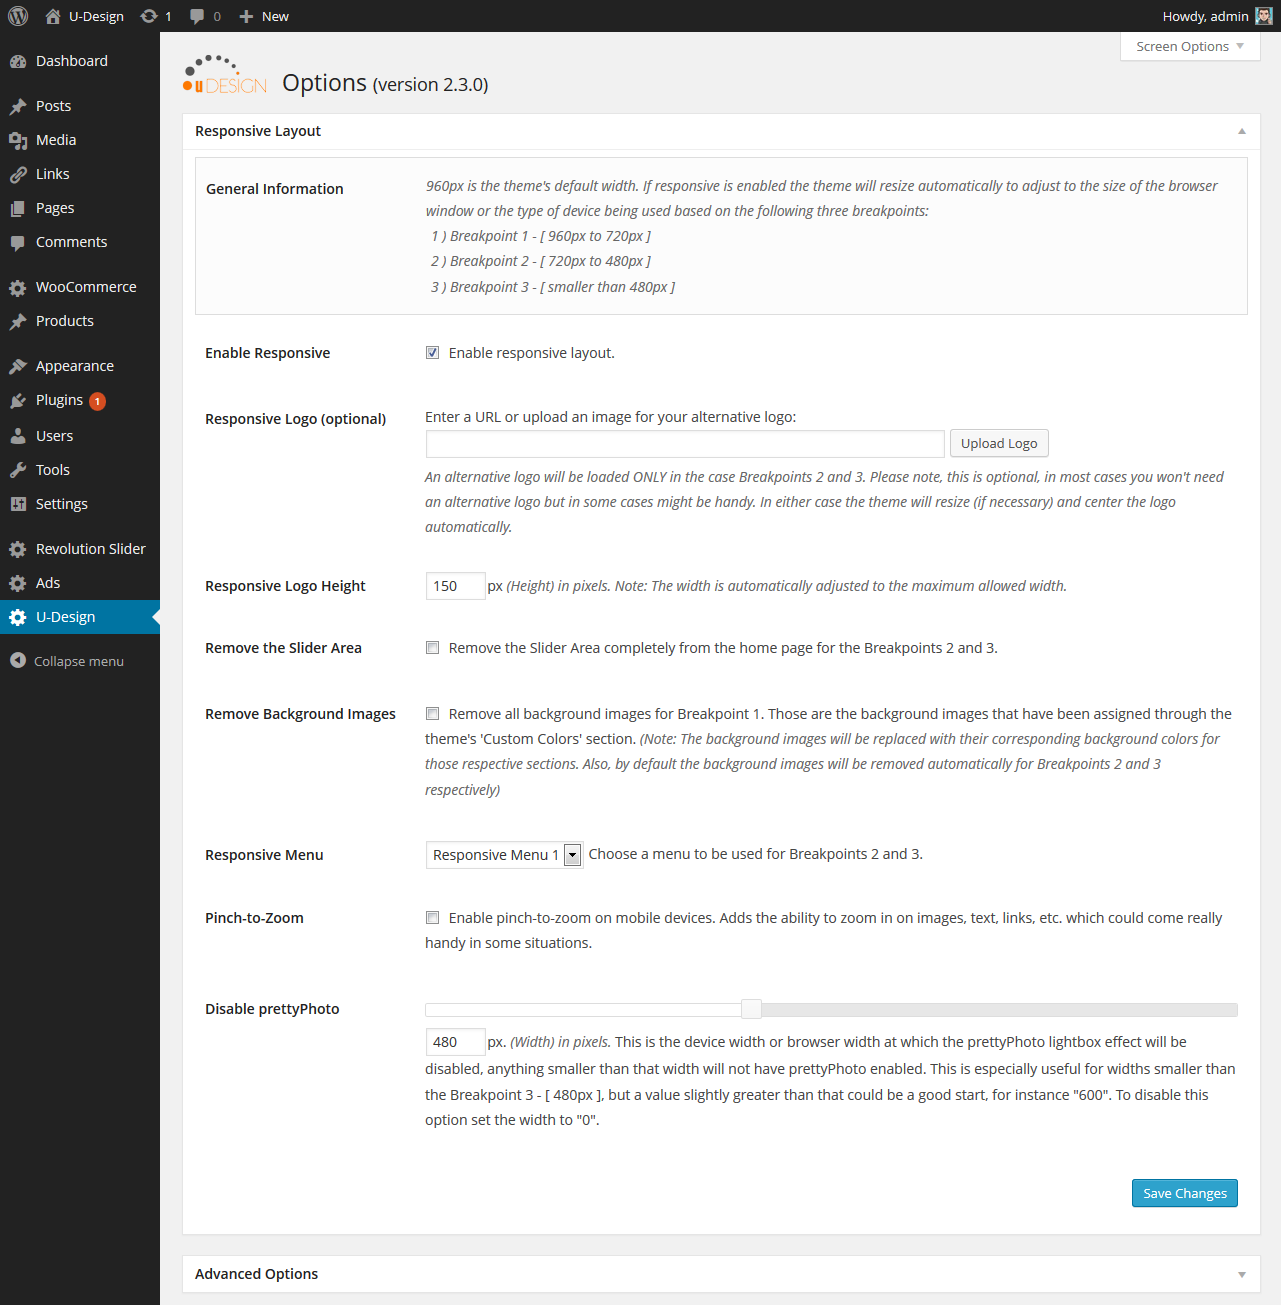 U-Design 1 0 New Howdy, admin
Screen Options
Dashboard
Posts
Media
Links
Pages
Comments
WooCommerce
Products
Appearance
Plugins 1
Users
Tools
Settings
Revolution Slider
Ads
U-Design
Collapse menu
uDESIGN Options (version 2.3.0)
Responsive Layout
General Information
960px is the theme's default width. If responsive is enabled the theme will resize automatically to adjust to the size of the browser
window or the type of device being used based on the following three breakpoints:
1 ) Breakpoint 1 - [ 960px to 720px ]
2 ) Breakpoint 2 - [ 720px to 480px ]
3 ) Breakpoint 3 - [ smaller than 480px ]
Enable Responsive
Enable responsive layout.
Responsive Logo (optional)
Enter a URL or upload an image for your alternative logo:
Upload Logo
An alternative logo will be loaded ONLY in the case Breakpoints 2 and 3. Please note, this is optional, in most cases you won't need
an alternative logo but in some cases might be handy. In either case the theme will resize (if necessary) and center the logo
automatically.
Responsive Logo Height
150 px (Height) in pixels. Note: The width is automatically adjusted to the maximum allowed width.
Remove the Slider Area
Remove the Slider Area completely from the home page for the Breakpoints 2 and 3.
Remove Background Images
Remove all background images for Breakpoint 1. Those are the background images that have been assigned through the
theme's 'Custom Colors' section. (Note: The background images will be replaced with their corresponding background colors for
those respective sections. Also, by default the background images will be removed automatically for Breakpoints 2 and 3
respectively)
Responsive Menu
Responsive Menu 1 Choose a menu to be used for Breakpoints 2 and 3.
Pinch-to-Zoom
Enable pinch-to-zoom on mobile devices. Adds the ability to zoom in on images, text, links, etc. which could come really
handy in some situations.
Disable prettyPhoto
480 px. (Width) in pixels. This is the device width or browser width at which the prettyPhoto lightbox effect will be
disabled, anything smaller than that width will not have prettyPhoto enabled. This is especially useful for widths smaller than
the Breakpoint 3 - [ 480px ], but a value slightly greater than that could be a good start, for instance "600". To disable this
option set the width to "0".
Save Changes
Advanced Options